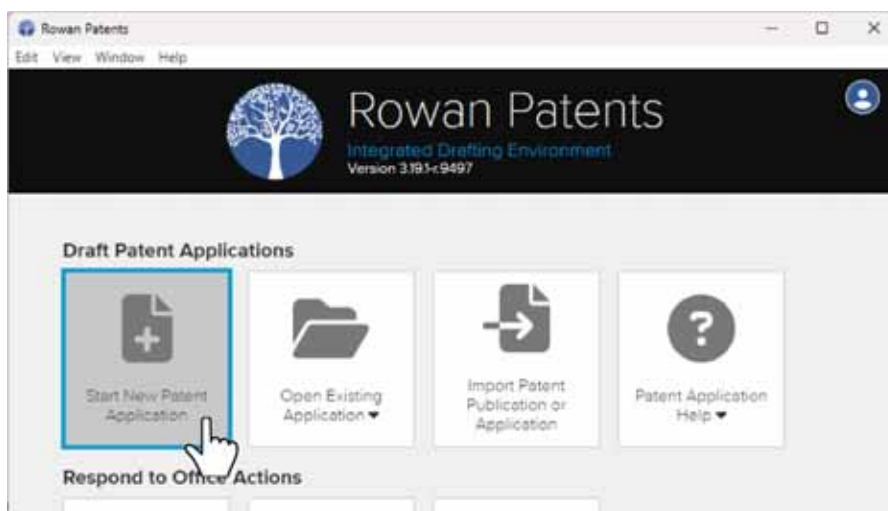 Rowan Patents
Edit View Window Help
Rowan Patents
Integrated Drafting Environment
Version 3.19.1-r.9497
Draft Patent Applications
Start New Patent
Application
Open Existing
Application
Import Patent
Publication or
Application
?
Patent Application
Help
Respond to Office Actions